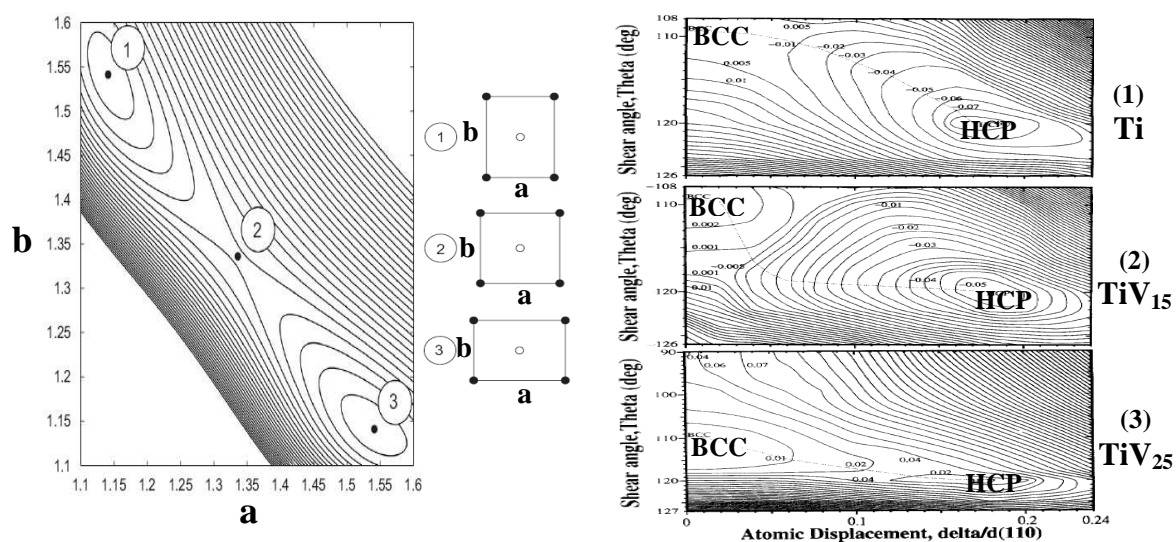 1.6
1.55
1.5
1.45
1.4
1.35
1.3
1.25
1.2
1.15
1.1
b
1
2
3
1.1 1.15 1.2 1.25 1.3 1.35 1.4 1.45 1.5 1.55 1.6
a
1 b
a
2 b
a
3 b
a
Shear angle,Theta (deg)
108
110
120
126
BCC
0.005
0.01
-0.01
-0.02
-0.03
-0.04
-0.05
-0.06
-0.07
HCP
(1)
Ti
Shear angle,Theta (deg)
-108
110
120
-126
BCC
0.002
0.001
-0.005
0.001
0.01
-0.01
-0.02
-0.03
-0.04
-0.05
HCP
(2)
TiV15
Shear angle,Theta (deg)
90
100
110
120
127
0.04
0.06
0.07
BCC
BCC
0.01
0.02
0.04
0.04
0.02
HCP
(3)
TiV25
0 0.1 0.2 0.24
Atomic Displacement, delta/d(110)